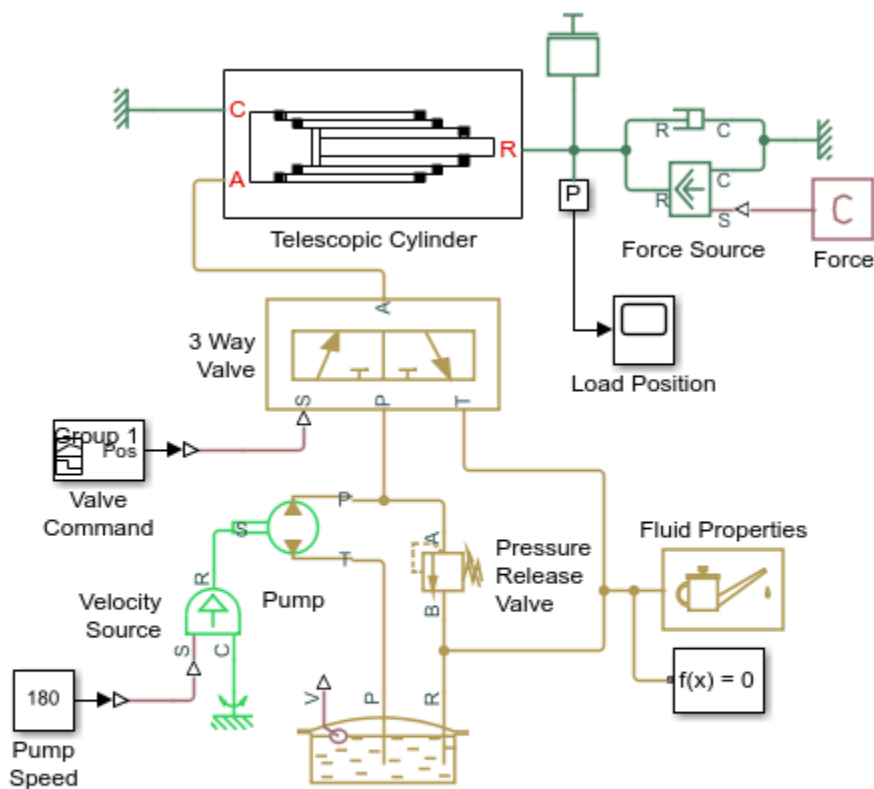 C
A
R
Telescopic Cylinder
P
R
C
R
C
S
Force Source
C
Force
Load Position
3 Way
Valve
A
S
P
T
Group 1
Pos
Valve
Command
S
P
T
Pump
A
B
Pressure
Release
Valve
Fluid Properties
f(x) = 0
Velocity
Source
R
S
C
180
Pump
Speed
V
P
R